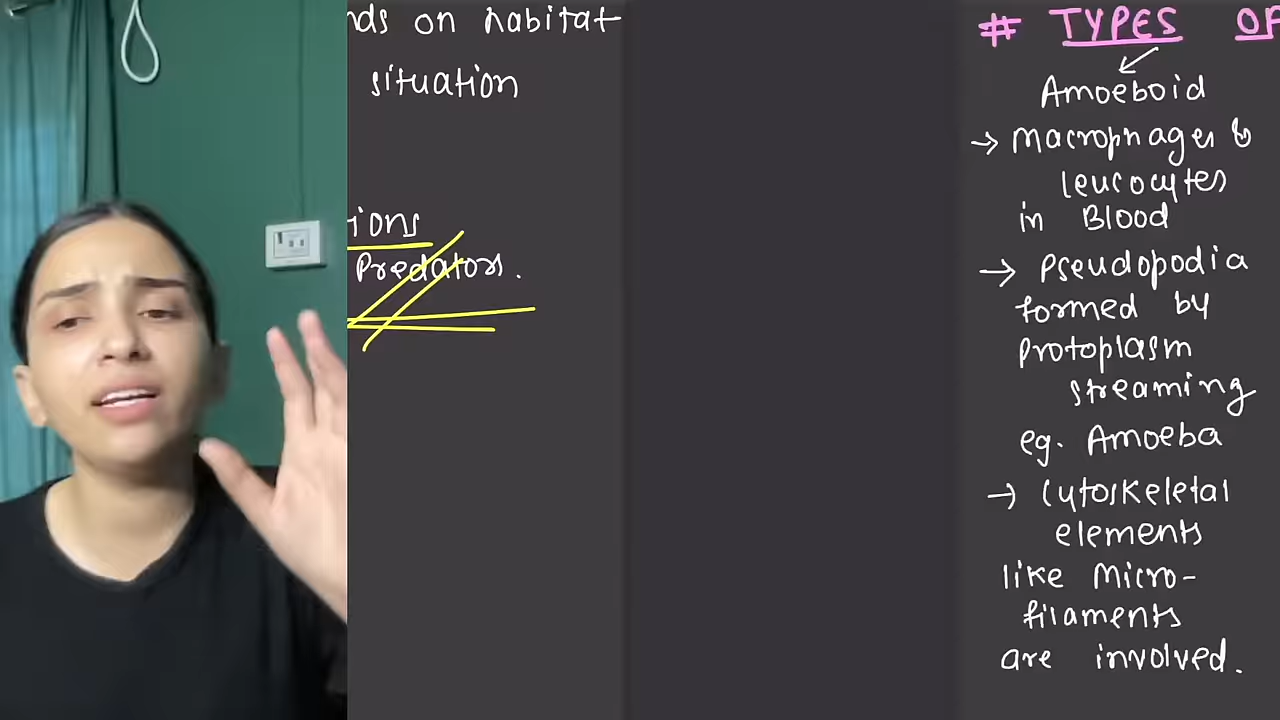 nds on habitat
situation
ions
Predators.
# TYPES OF
Amoeboid
→ Macrophages &
leucocytes
in Blood
→ Pseudopodia
formed by
Protoplasm
streaming
eg. Amoeba
→ Cytoskeletal
elements
like Micro-
filaments
are involved.